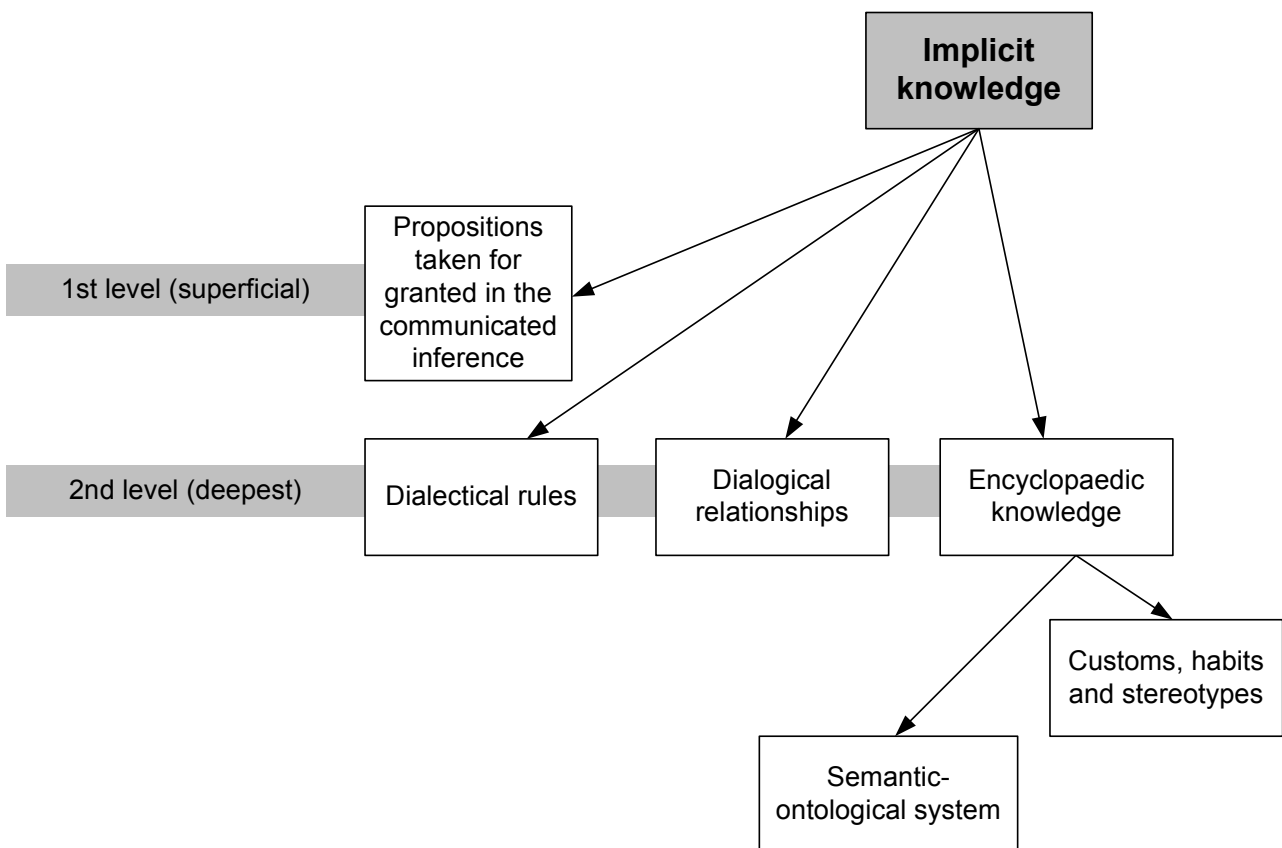 Implicit
knowledge
Propositions
taken for
granted in the
communicated
inference
1st level (superficial)
2nd level (deepest)
Dialectical rules
Dialogical
relationships
Encyclopaedic
knowledge
Customs, habits
and stereotypes
Semantic-
ontological system